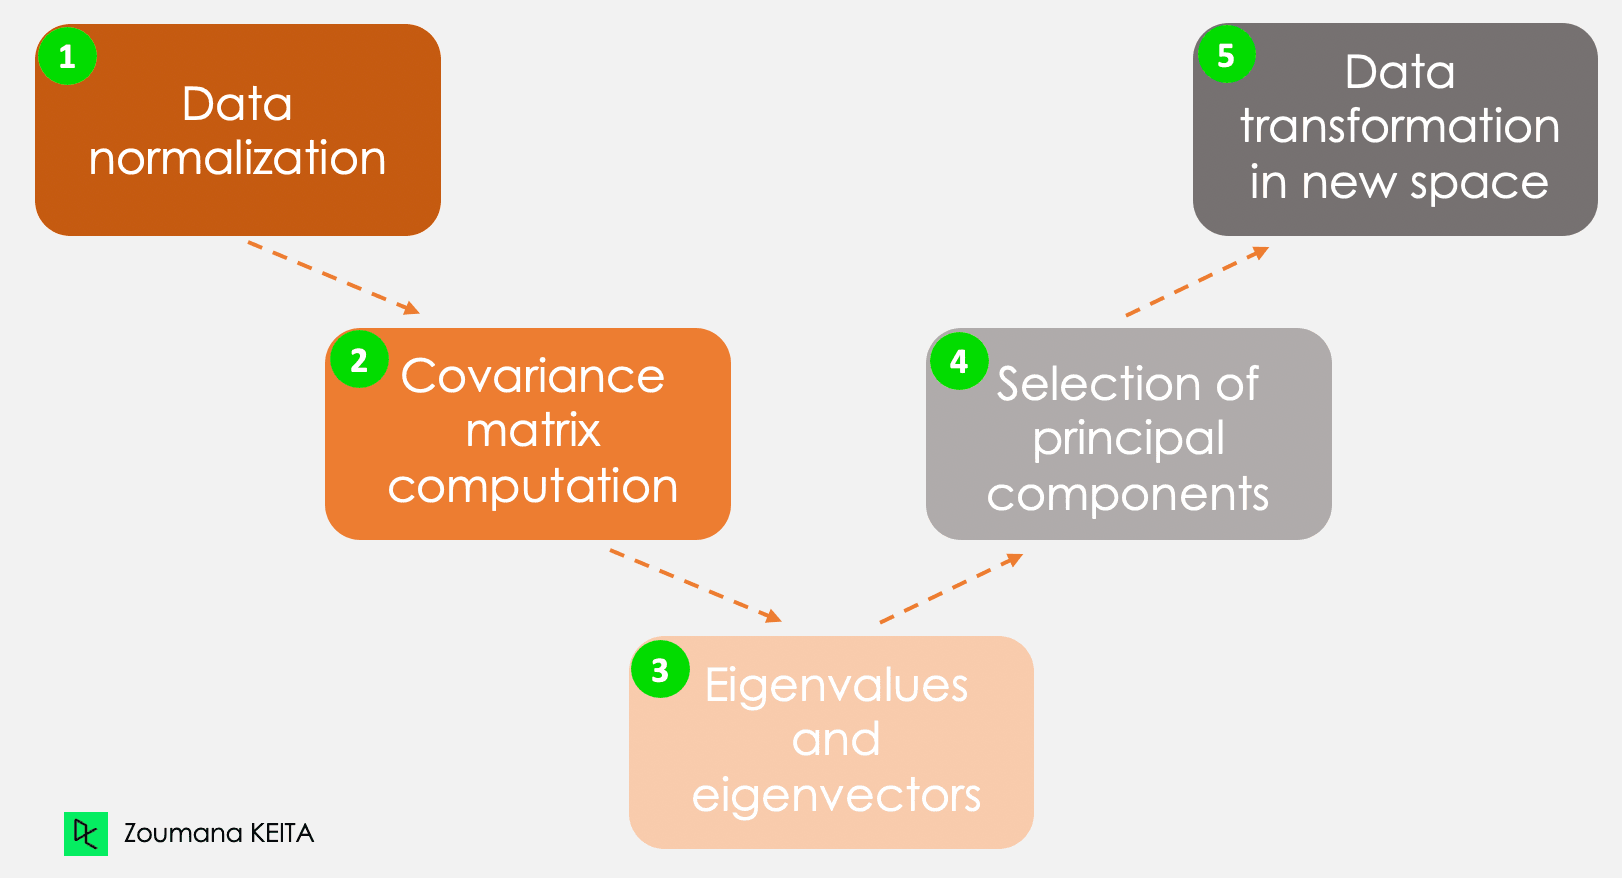 1
Data
normalization
2
Covariance
matrix
computation
3
Eigenvalues
and
eigenvectors
4
Selection of
principal
components
5
Data
transformation
in new space
Zoumana KEITA